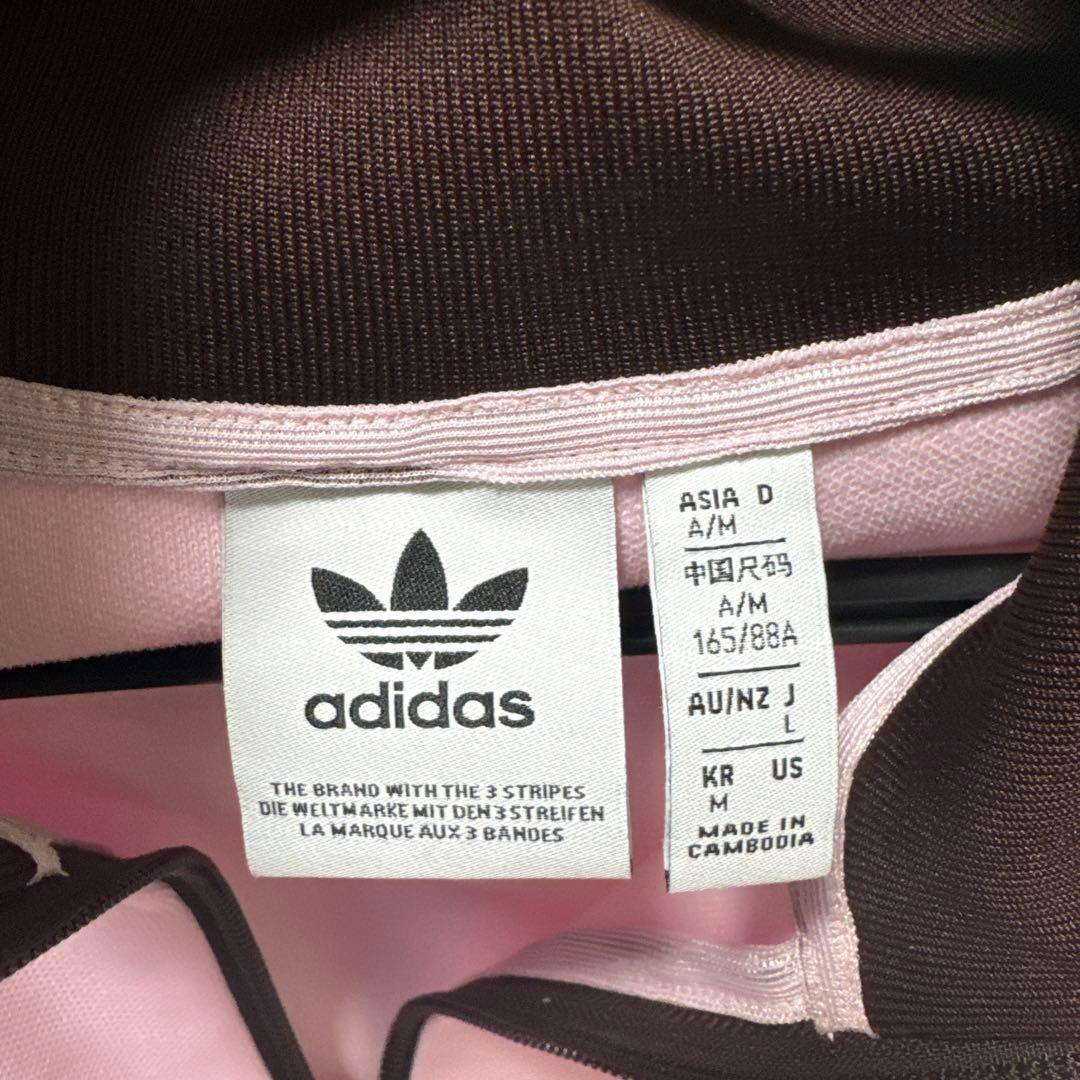 adidas
THE BRAND WITH THE 3 STRIPES
DIE WELTMARKE MIT DEN 3 STREIFEN
LA MARQUE AUX 3 BANDES
ASIA D
A/M
中国尺码
A/M
165/88A
AU/NZ J
L
KR US
M
MADE IN
CAMBODIA